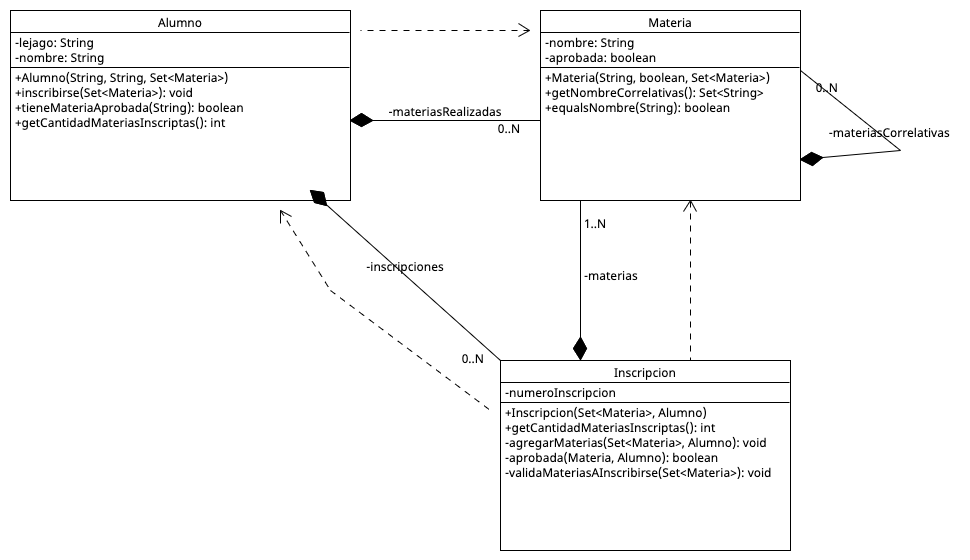 Alumno
-lejago: String
-nombre: String
+Alumno(String, String, Set<Materia>)
+inscribirse(Set<Materia>): void
+tieneMateriaAprobada(String): boolean
+getCantidadMateriasInscriptas(): int
Materia
-nombre: String
-aprobada: boolean
+Materia(String, boolean, Set<Materia>)
+getNombreCorrelativas(): Set<String>
+equalsNombre(String): boolean
-materiasRealizadas
0..N
0..N
-materiasCorrelativas
1..N
-materias
-inscripciones
0..N
Inscripcion
-numeroInscripcion
+Inscripcion(Set<Materia>, Alumno)
+getCantidadMateriasInscriptas(): int
-agregarMaterias(Set<Materia>, Alumno): void
-aprobada(Materia, Alumno): boolean
-validaMateriasAInscribirse(Set<Materia>): void